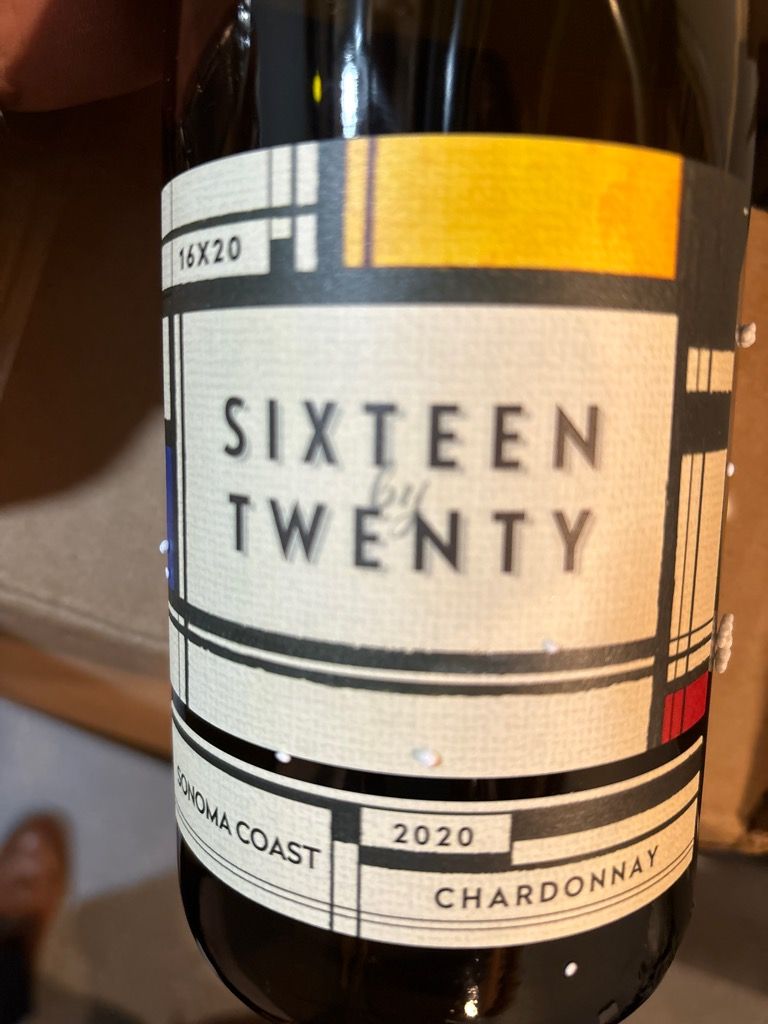 16X20
SIXTEEN
by
TWENTY
SONOMA COAST
2020
CHARDONNAY